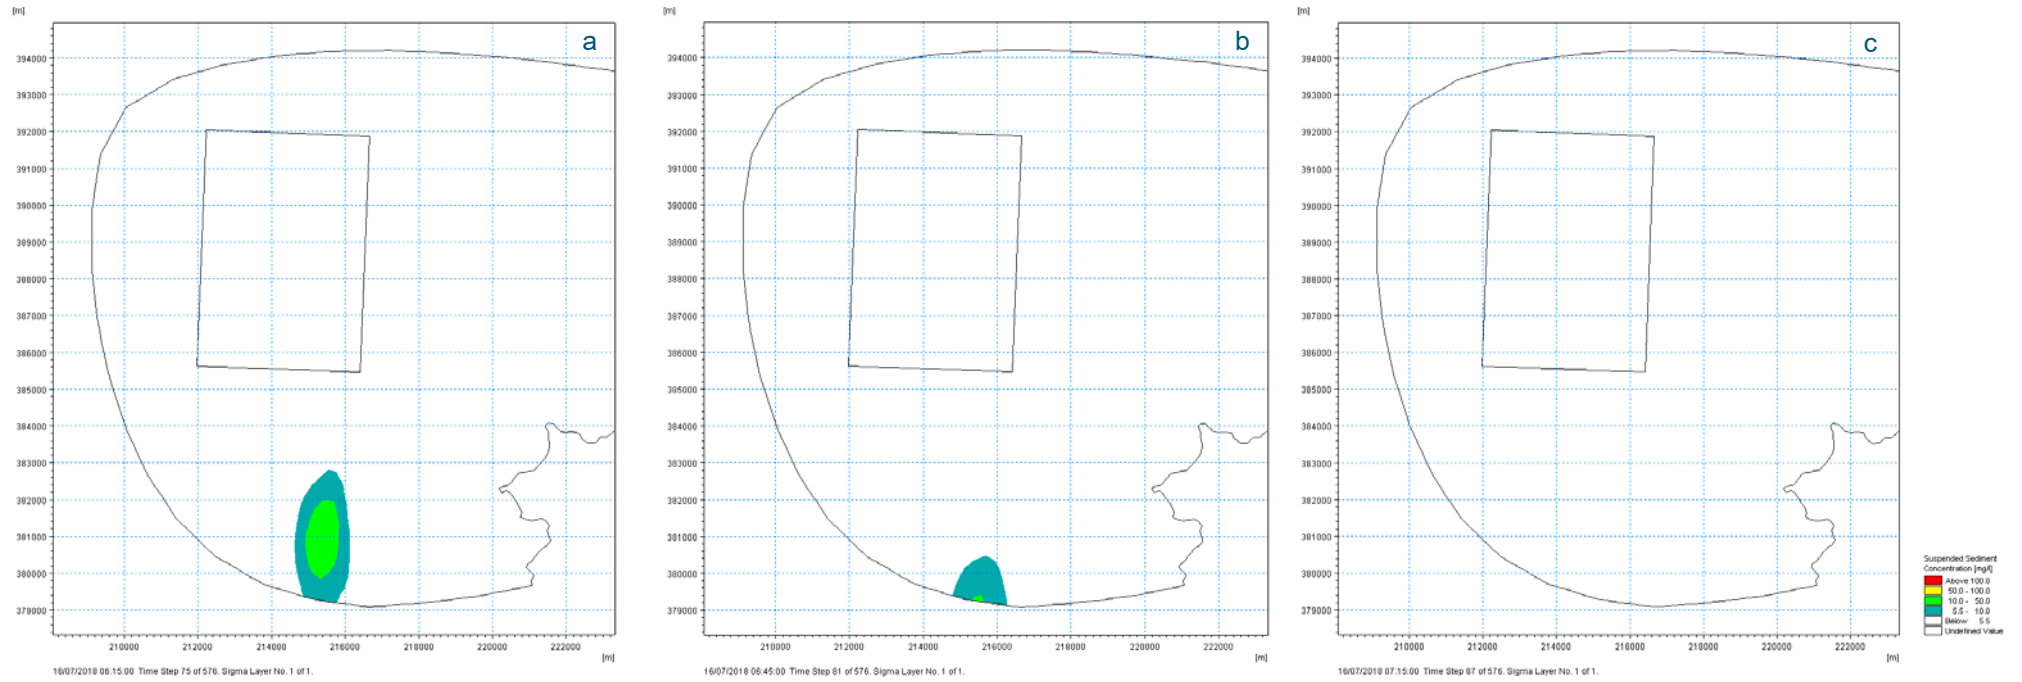 [m]
a
394000
393000
392000
391000
390000
389000
388000
387000
386000
385000
384000
383000
382000
381000
380000
379000
210000 212000 214000 216000 218000 220000 222000
[m]
16/07/2018 06:15:00 Time Step 75 of 576. Sigma Layer No. 1 of 1.
[m]
b
394000
393000
392000
391000
390000
389000
388000
387000
386000
385000
384000
383000
382000
381000
380000
379000
210000 212000 214000 216000 218000 220000 222000
[m]
16/07/2018 06:45:00 Time Step 81 of 576. Sigma Layer No. 1 of 1.
[m]
c
394000
393000
392000
391000
390000
389000
388000
387000
386000
385000
384000
383000
382000
381000
380000
379000
210000 212000 214000 216000 218000 220000 222000
[m]
16/07/2018 07:15:00 Time Step 87 of 576. Sigma Layer No. 1 of 1.
Suspended Sediment
Concentration [mg/l]
Above 100.0
50.0 - 100.0
10.0 - 50.0
5.5 - 10.0
Below 5.5
Undefined Value